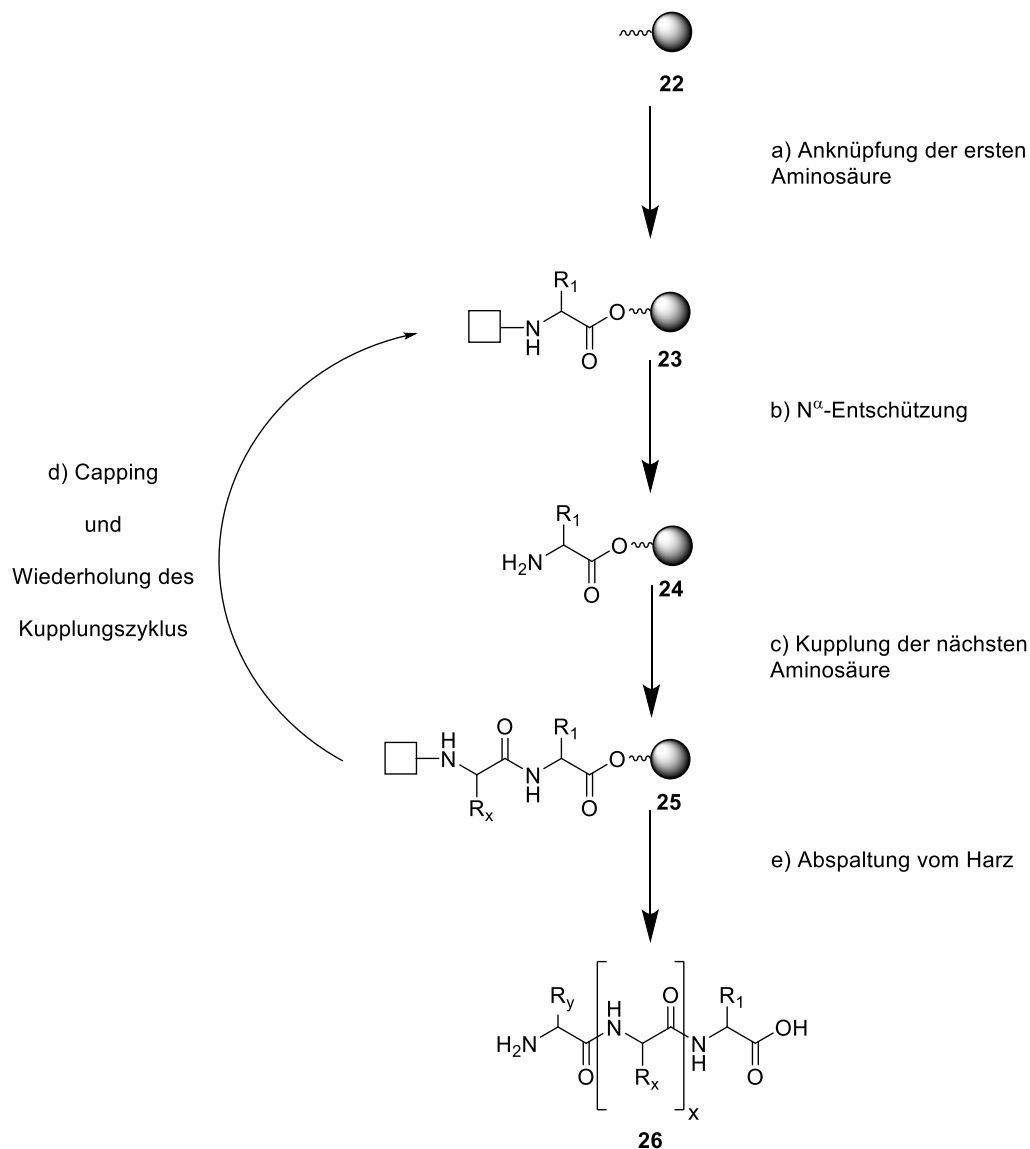 22
a) Anknüpfung der ersten
Aminosäure
R1
N
H
O
O
23
b) Nα-Entschützung
d) Capping
und
Wiederholung des
Kupplungszyklus
R1
H2N
O
O
24
c) Kupplung der nächsten
Aminosäure
H
N
Rx
O
N
H
R1
O
O
25
e) Abspaltung vom Harz
Ry
H2N
O
H
N
Rx
O
x
N
H
R1
OH
O
26